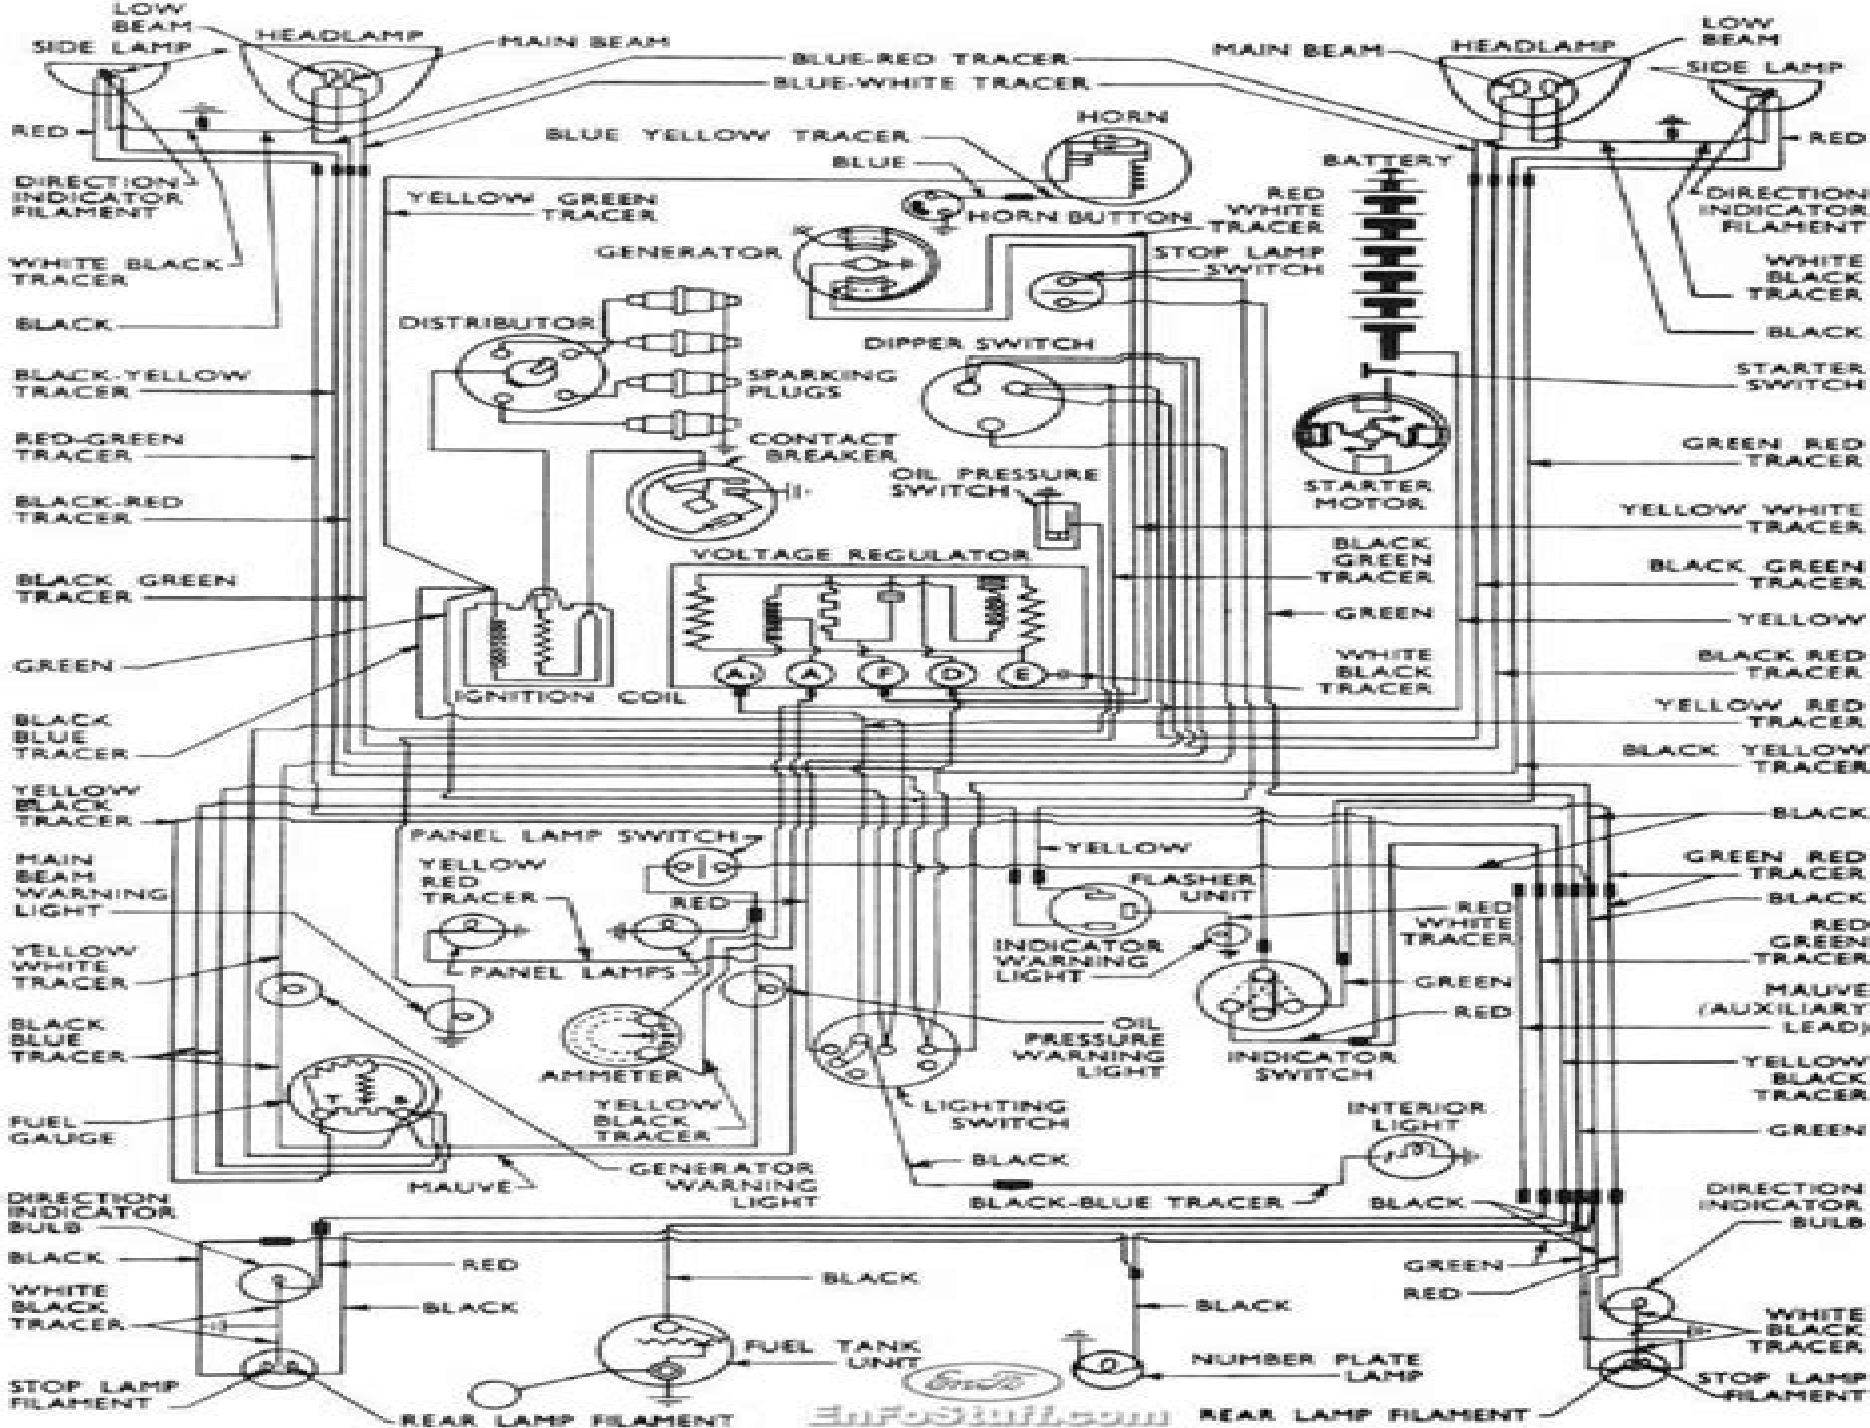 LOW
BEAM
SIDE LAMP
HEADLAMP
MAIN BEAM
BLUE-RED TRACER
BLUE-WHITE TRACER
MAIN BEAM
HEADLAMP
LOW
BEAM
SIDE LAMP
RED
BLUE YELLOW TRACER
HORN
BLUE
BATTERY
RED
DIRECTION
INDICATOR
FILAMENT
YELLOW GREEN
TRACER
HORN BUTTON
RED
WHITE
TRACER
DIRECTION
INDICATOR
FILAMENT
GENERATOR
STOP LAMP
SWITCH
WHITE BLACK
TRACER
WHITE
BLACK
TRACER
BLACK
DISTRIBUTOR
DIPPER SWITCH
BLACK
BLACK-YELLOW
TRACER
SPARKING
PLUGS
STARTER
SWITCH
RED-GREEN
TRACER
CONTACT
BREAKER
OIL PRESSURE
SWITCH
STARTER
MOTOR
GREEN RED
TRACER
BLACK-RED
TRACER
YELLOW WHITE
TRACER
VOLTAGE REGULATOR
BLACK
GREEN
TRACER
BLACK GREEN
TRACER
BLACK GREEN
TRACER
GREEN
YELLOW
GREEN
A A F D E
WHITE
BLACK
TRACER
BLACK RED
TRACER
IGNITION COIL
BLACK
BLUE
TRACER
YELLOW RED
TRACER
BLACK YELLOW
TRACER
YELLOW
BLACK
TRACER
PANEL LAMP SWITCH
BLACK
MAIN
BEAM
WARNING
LIGHT
YELLOW
RED
TRACER
YELLOW
FLASHER
UNIT
GREEN RED
TRACER
RED
RED
WHITE
TRACER
BLACK
YELLOW
WHITE
TRACER
PANEL LAMPS
INDICATOR
WARNING
LIGHT
GREEN
RED
GREEN
TRACER
BLACK
BLUE
TRACER
OIL
PRESSURE
WARNING
LIGHT
RED
MAUVE
(AUXILIARY
LEAD)
AMMETER
INDICATOR
SWITCH
YELLOW
BLACK
TRACER
FUEL
GAUGE
YELLOW
BLACK
TRACER
LIGHTING
SWITCH
INTERIOR
LIGHT
GREEN
MAUVE
GENERATOR
WARNING
LIGHT
BLACK
BLACK-BLUE TRACER
BLACK
DIRECTION
INDICATOR
BULB
DIRECTION
INDICATOR
BULB
BLACK
RED
BLACK
GREEN
WHITE
BLACK
TRACER
BLACK
BLACK
RED
WHITE
BLACK
TRACER
FUEL TANK
UNIT
NUMBER PLATE
LAMP
STOP LAMP
FILAMENT
STOP LAMP
FILAMENT
REAR LAMP FILAMENT
EnFoStuff.com
REAR LAMP FILAMENT